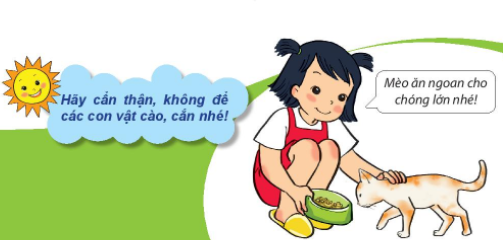 Hãy cẩn thận, không để
các con vật cào, cắn nhé!
Mèo ăn ngoan cho
chóng lớn nhé!